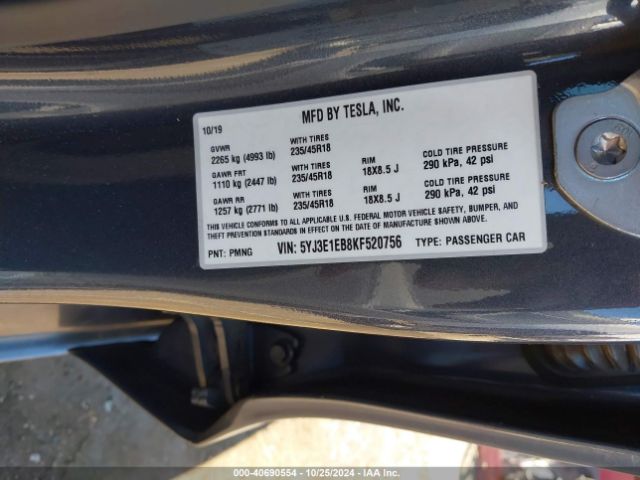 MFD BY TESLA, INC.
10/19
GVWR
2265 kg (4993 lb)
WITH TIRES
235/45R18
GAWR FRT
1110 kg (2447 lb)
WITH TIRES
235/45R18
RIM
18X8.5 J
COLD TIRE PRESSURE
290 kPa, 42 psi
GAWR RR
1257 kg (2771 lb)
WITH TIRES
235/45R18
RIM
18X8.5 J
COLD TIRE PRESSURE
290 kPa, 42 psi
THIS VEHICLE CONFORMS TO ALL APPLICABLE U.S. FEDERAL MOTOR VEHICLE SAFETY, BUMPER, AND
THEFT PREVENTION STANDARDS IN EFFECT ON THE DATE OF MANUFACTURE SHOWN ABOVE.
PNT: PMNG VIN: 5YJ3E1EB8KF520756 TYPE: PASSENGER CAR
000-40690554 - 10/25/2024 - IAA Inc.